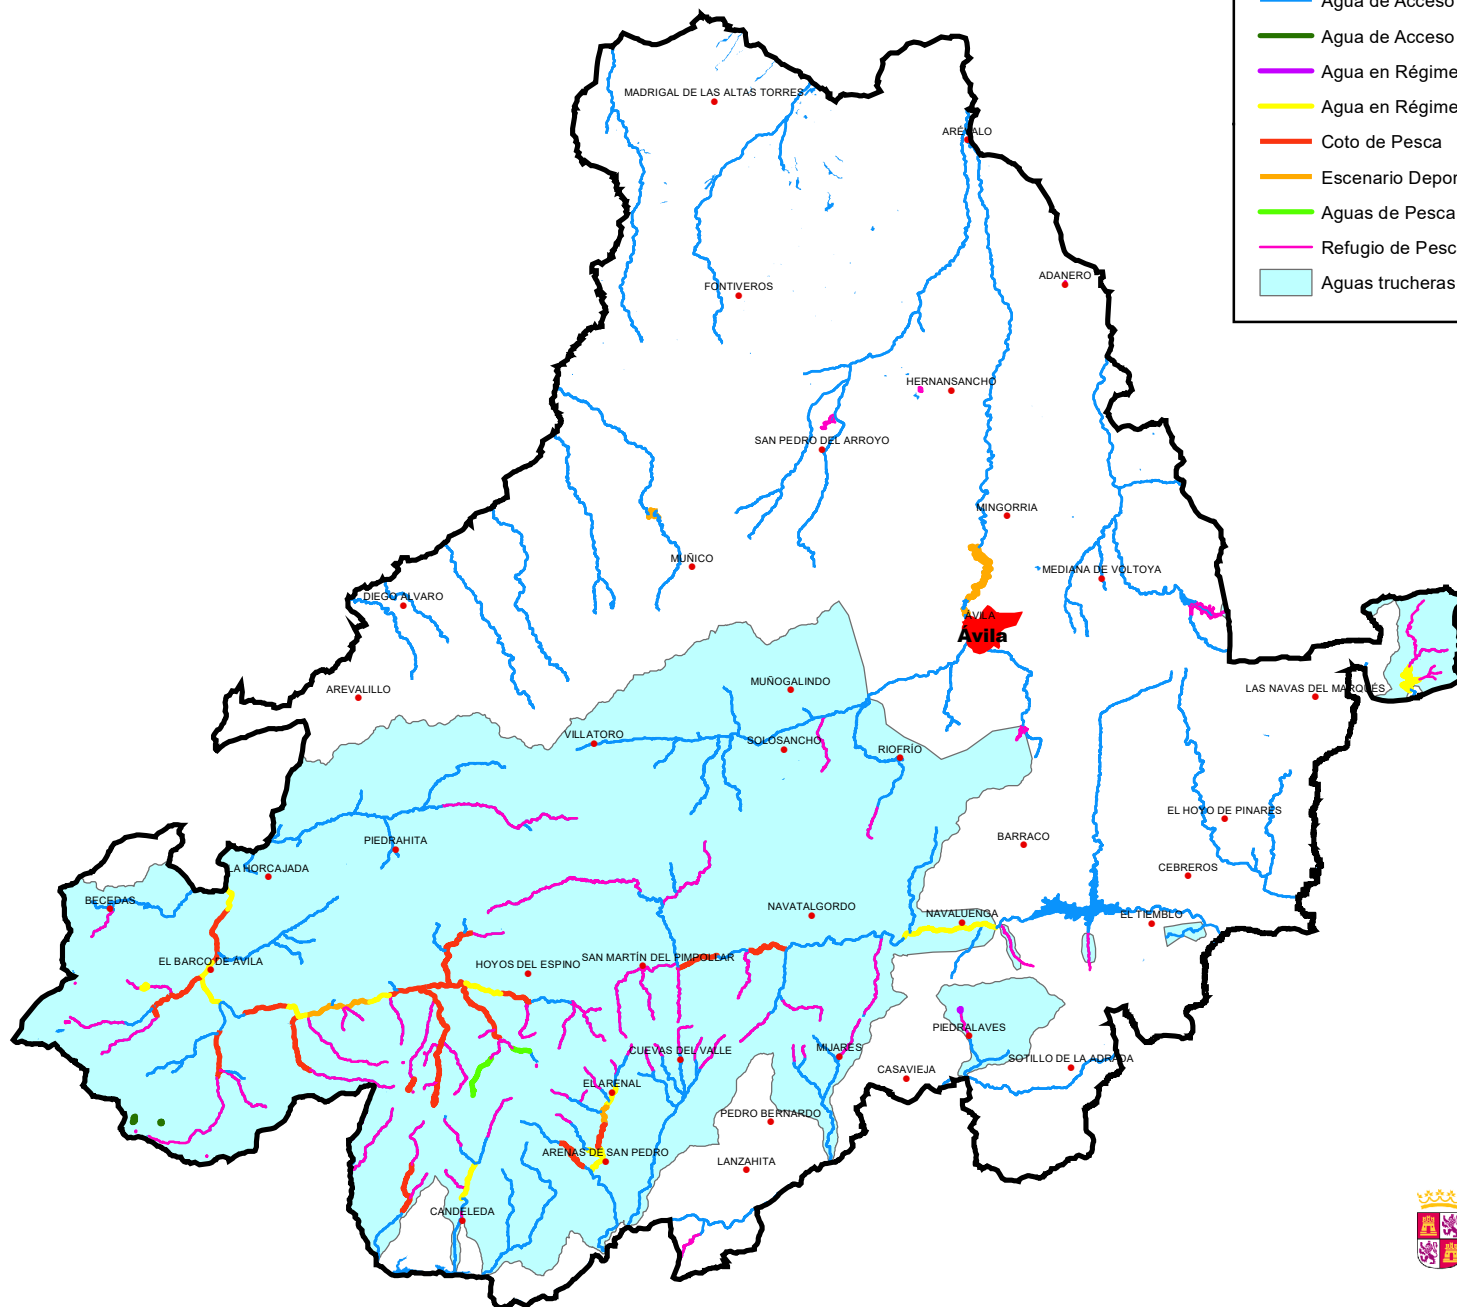 Agua de Acceso
Agua de Acceso
Agua en Régime
Agua en Régime
Coto de Pesca
Escenario Depor
Aguas de Pesca
Refugio de Pesc
Aguas trucheras
MADRIGAL DE LAS ALTAS TORRES
ARÉVALO
ADANERO
FONTIVEROS
HERNANSANCHO
SAN PEDRO DEL ARROYO
MINGORRIA
MUÑICO
MEDIANA DE VOLTOYA
DIEGO ALVARO
ÁVILA
Ávila
MUÑOGALINDO
AREVALILLO
LAS NAVAS DEL MARQUÉS
VILLATORO
SOLOSANCHO
RIOFRÍO
EL HOYO DE PINARES
PIEDRAHITA
BARRACO
LA HORCAJADA
CEBREROS
BECEDAS
NAVATALGORDO
NAVALUENGA
EL TIEMBLO
EL BARCO DE ÁVILA
HOYOS DEL ESPINO
SAN MARTÍN DEL PIMPOLLAR
PIEDRALAVES
CUEVAS DEL VALLE
MIJARES
SOTILLO DE LA ADRADA
CASAVIEJA
EL ARENAL
PEDRO BERNARDO
ARENAS DE SAN PEDRO
LANZAHITA
CANDELEDA